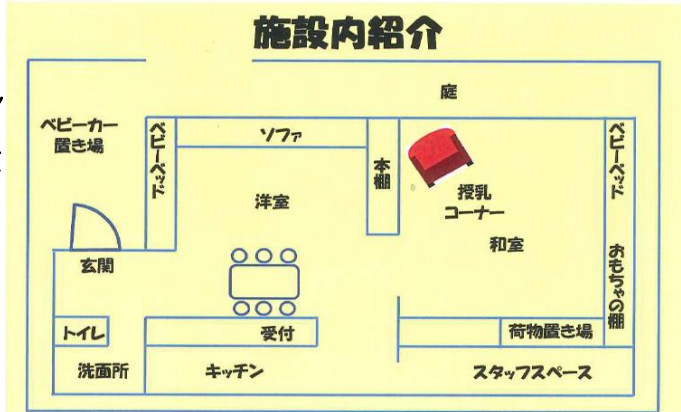 施設内紹介
庭
ベビーカー
置き場
ベビーベッド
ソファ
本棚
ベビーベッド
洋室
授乳
コーナー
和室
玄関
おもちゃの棚
トイレ
受付
荷物置き場
洗面所
キッチン
スタッフスペース